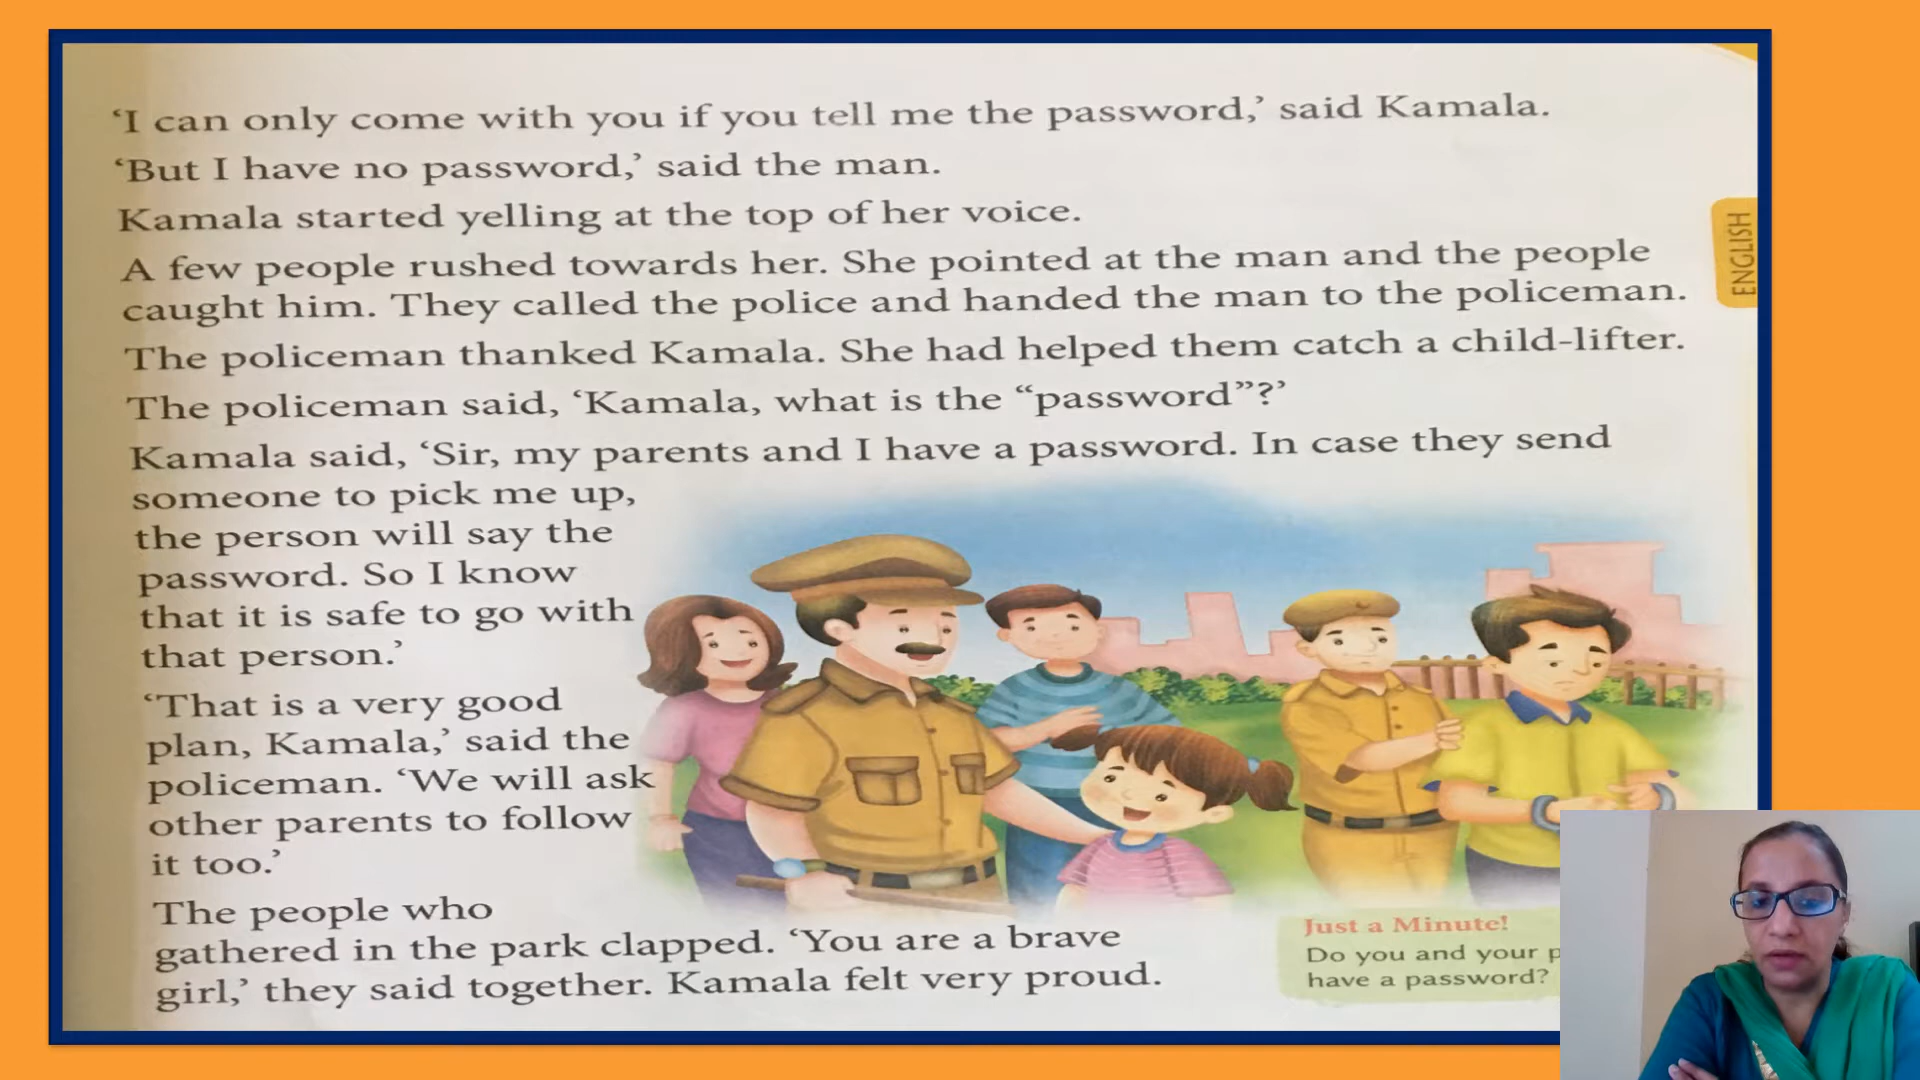 ‘I can only come with you if you tell me the password,’ said Kamala.
‘But I have no password,’ said the man.
Kamala started yelling at the top of her voice.
A few people rushed towards her. She pointed at the man and the people
caught him. They called the police and handed the man to the policeman.
The policeman thanked Kamala. She had helped them catch a child-lifter.
The policeman said, ‘Kamala, what is the “password”?’
Kamala said, ‘Sir, my parents and I have a password. In case they send
someone to pick me up,
the person will say the
password. So I know
that it is safe to go with
that person.’
‘That is a very good
plan, Kamala,’ said the
policeman. ‘We will ask
other parents to follow
it too.’
The people who
gathered in the park clapped. ‘You are a brave
girl,’ they said together. Kamala felt very proud.
ENGLISH
Just a Minute!
Do you and your
have a password?